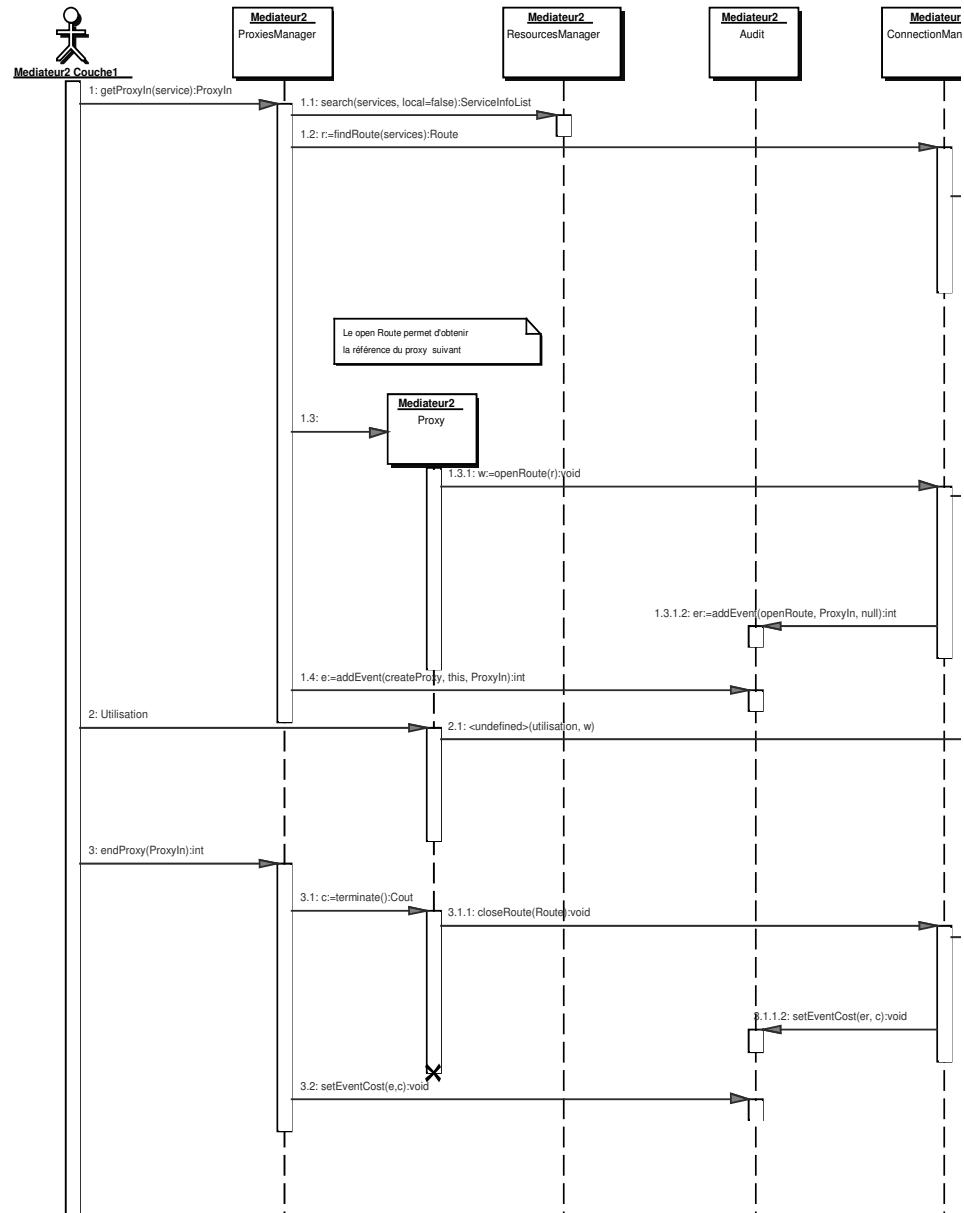 Mediateur2
ProxiesManager
Mediateur2
ResourcesManager
Mediateur2
Audit
Mediateur
ConnectionMan
Mediateur2 Couche1
1: getProxyIn(service):ProxyIn
1.1: search(services, local=false):ServiceInfoList
1.2: r:=findRoute(services):Route
Le open Route permet d'obtenir
la référence du proxy suivant
Mediateur2
Proxy
1.3:
1.3.1: w:=openRoute(r):void
1.3.1.2: er:=addEvent(openRoute, ProxyIn, null):int
1.4: e:=addEvent(createProxy, this, ProxyIn):int
2: Utilisation
2.1: <undefined>(utilisation, w)
3: endProxy(ProxyIn):int
3.1: c:=terminate():Cout
3.1.1: closeRoute(Route):void
3.1.1.2: setEventCost(er, c):void
3.2: setEventCost(e,c):void